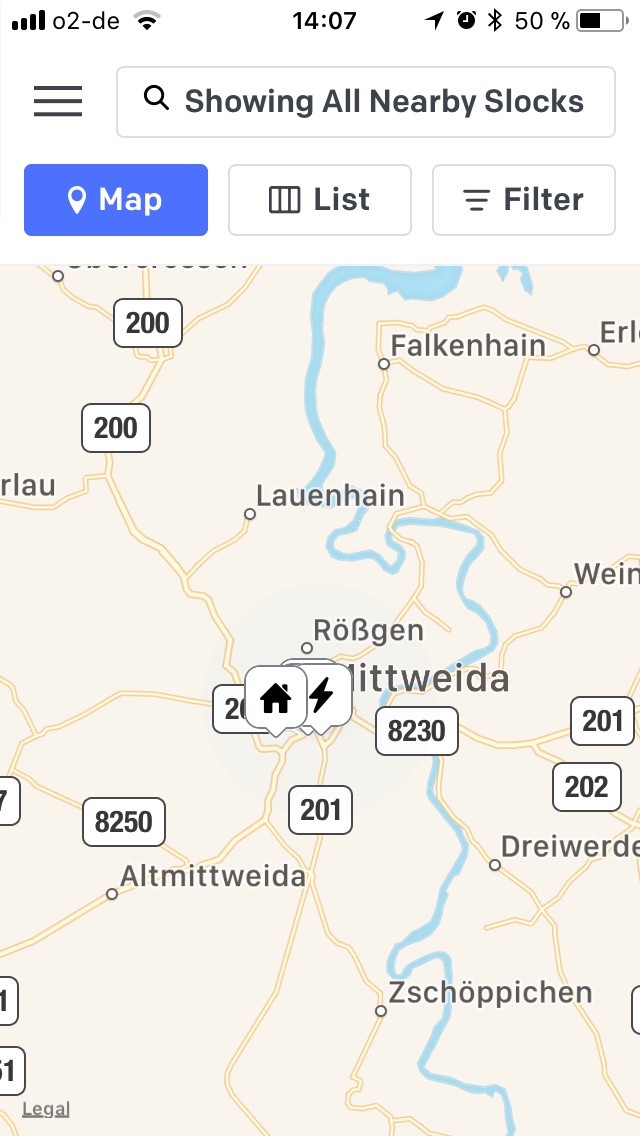 o2-de 14:07 50 %
Showing All Nearby Slocks
Map List Filter
200
Falkenhain
200
rlau
Lauenhain
Rößgen
Mittweida
8230
201
202
8250
201
Altmittweida
Zschöppichen
Legal